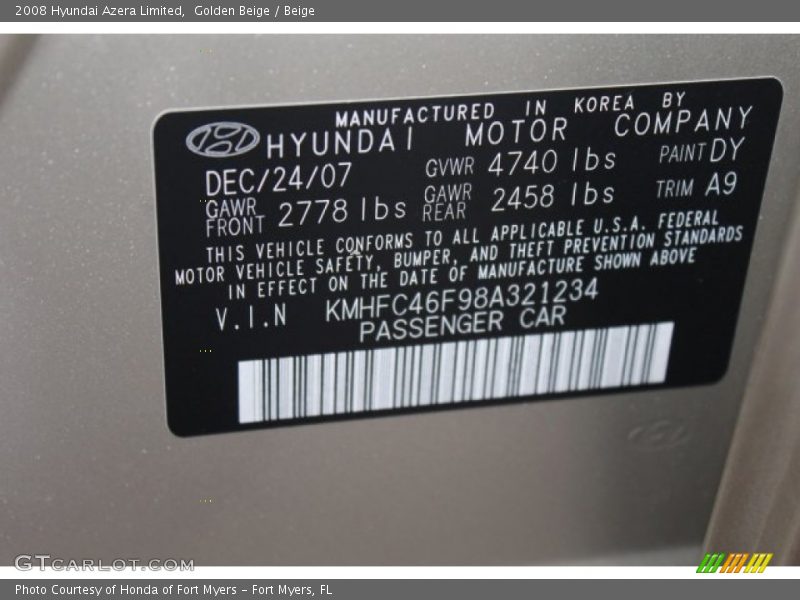 2008 Hyundai Azera Limited,  Golden Beige / Beige
MANUFACTURED IN KOREA BY
HYUNDAI MOTOR COMPANY
DEC/24/07 GVWR 4740 lbs PAINT DY
GAWR FRONT 2778 lbs GAWR REAR 2458 lbs TRIM A9
THIS VEHICLE CONFORMS TO ALL APPLICABLE U.S.A. FEDERAL
MOTOR VEHICLE SAFETY, BUMPER, AND THEFT PREVENTION STANDARDS
IN EFFECT ON THE DATE OF MANUFACTURE SHOWN ABOVE
V.I.N KMHFC46F98A321234
PASSENGER CAR
GTCARLOT.COM
Photo Courtesy of Honda of Fort Myers – Fort Myers, FL